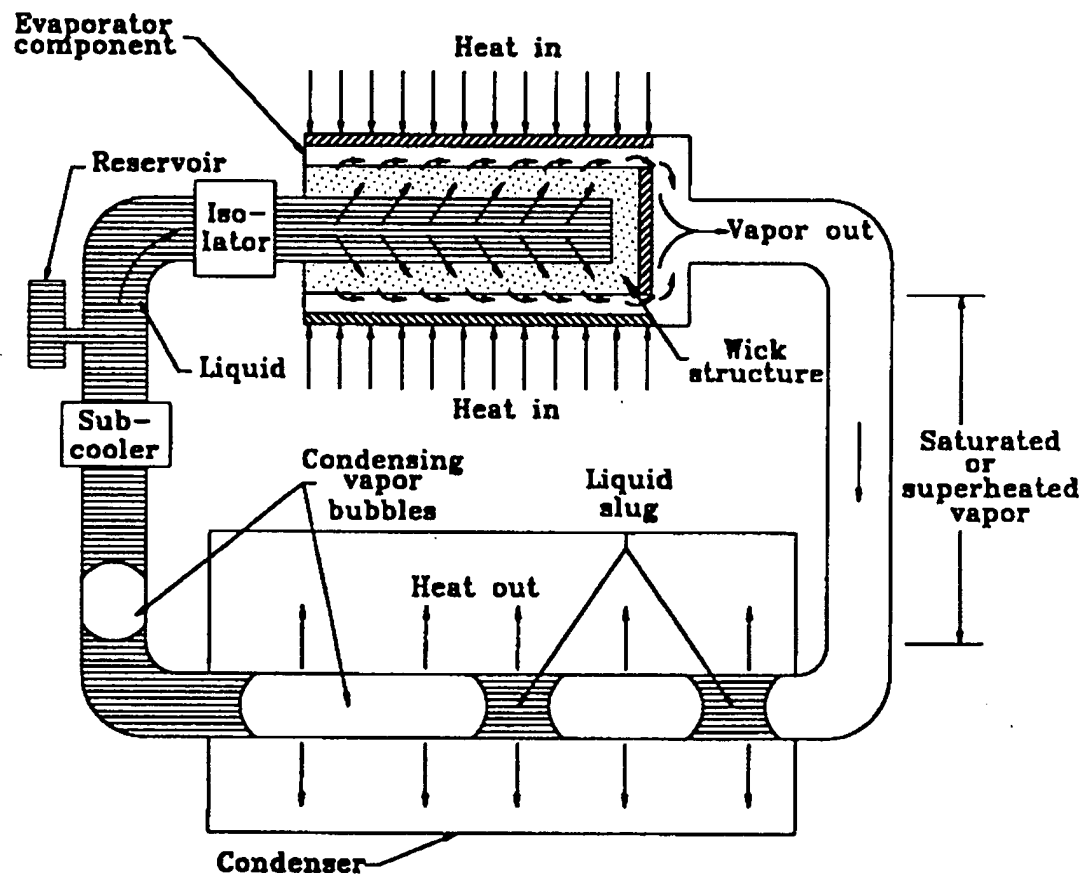 Evaporator
component
Heat in
Reservoir
Iso-
lator
Vapor out
Liquid
Wick
structure
Heat in
Sub-
cooler
Condensing
vapor
bubbles
Liquid
slug
Saturated
or
superheated
vapor
Heat out
Condenser